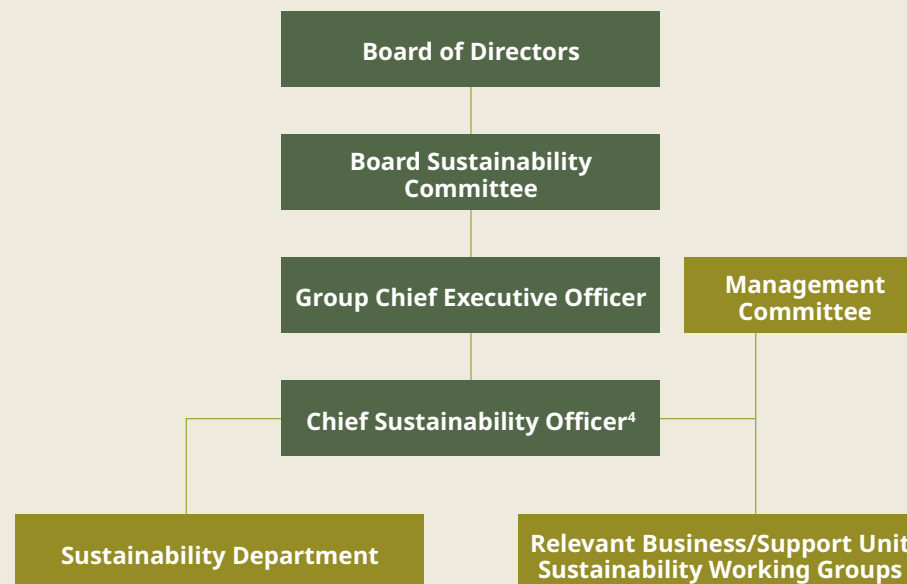 Board of Directors
Board Sustainability
Committee
Group Chief Executive Officer
Management
Committee
Chief Sustainability Officer⁴
Sustainability Department
Relevant Business/Support Unit
Sustainability Working Groups